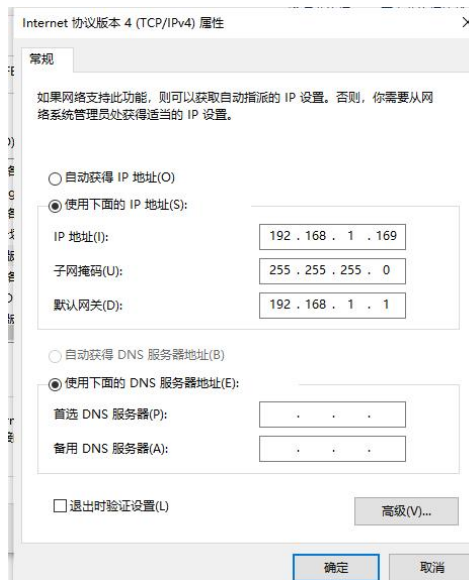 Internet 协议版本 4 (TCP/IPv4) 属性
常规
如果网络支持此功能，则可以获取自动指派的 IP 设置。否则，你需要从网
络系统管理员处获得适当的 IP 设置。
自动获得 IP 地址(O)
使用下面的 IP 地址(S):
IP 地址(I): 192 . 168 . 1 . 169
子网掩码(U): 255 . 255 . 255 . 0
默认网关(D): 192 . 168 . 1 . 1
自动获得 DNS 服务器地址(B)
使用下面的 DNS 服务器地址(E):
首选 DNS 服务器(P): . . .
备用 DNS 服务器(A): . . .
退出时验证设置(L)
高级(V)...
确定 取消